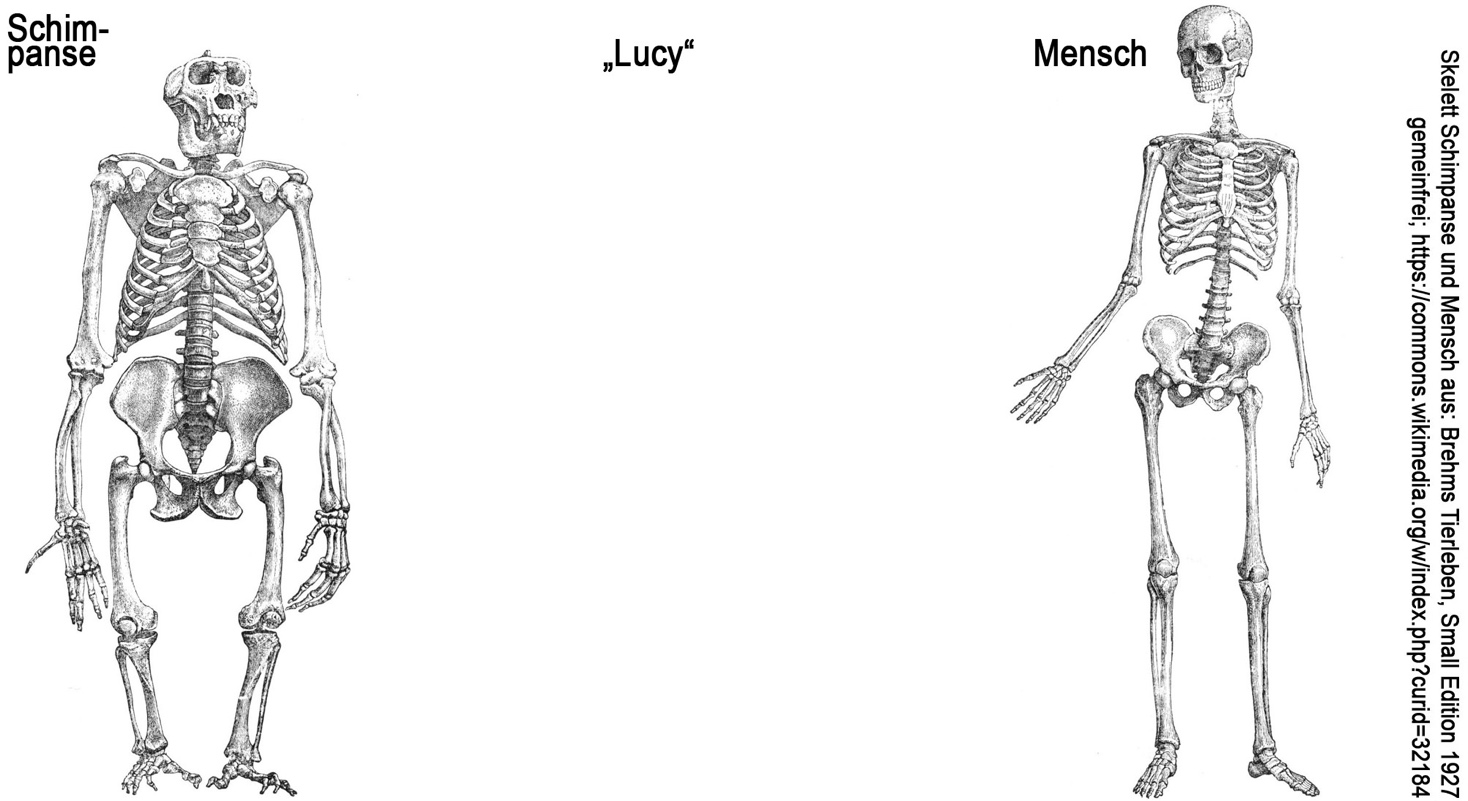 Schim-
panse
„Lucy“
Mensch
Skelett Schimpanse und Mensch aus: Brehms Tierleben, Small Edition 1927
gemeinfrei; https://commons.wikimedia.org/w/index.php?curid=32184